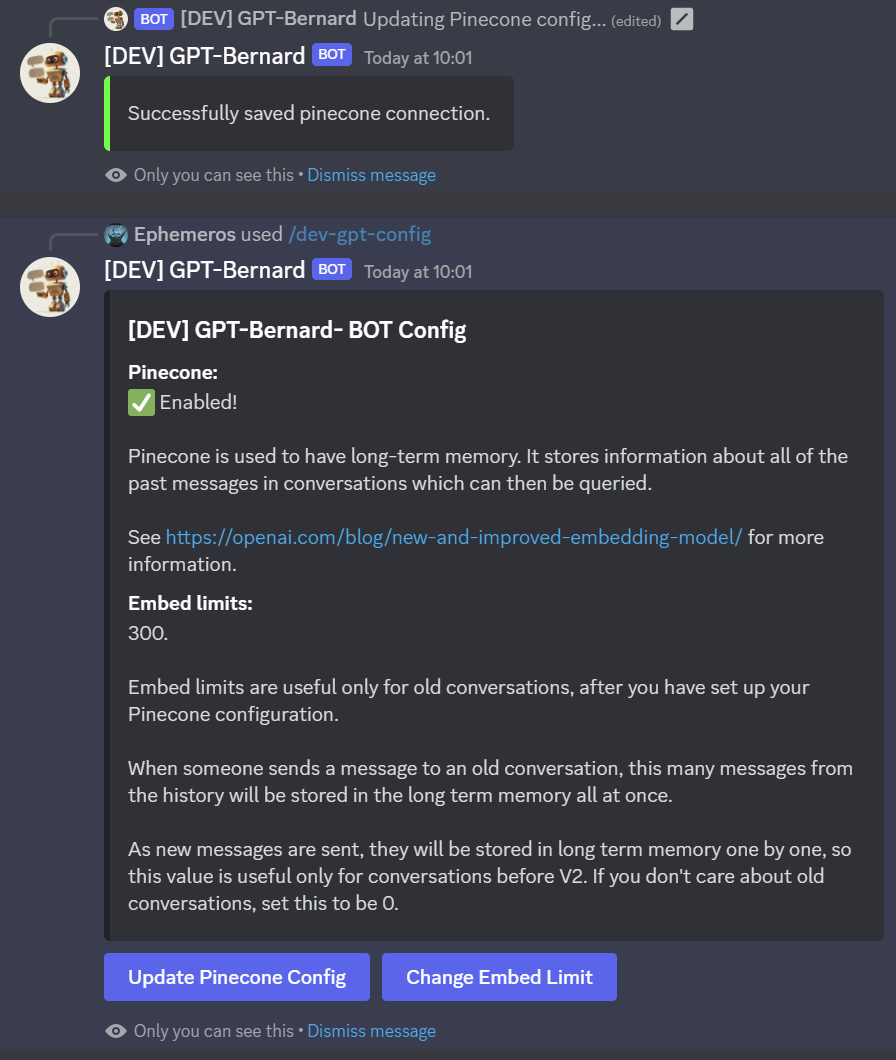 BOT [DEV] GPT-Bernard Updating Pinecone config... (edited)
[DEV] GPT-Bernard BOT Today at 10:01
Successfully saved pinecone connection.
Only you can see this • Dismiss message
Ephemeros used /dev-gpt-config
[DEV] GPT-Bernard BOT Today at 10:01
[DEV] GPT-Bernard- BOT Config
Pinecone:
✅ Enabled!
Pinecone is used to have long-term memory. It stores information about all of the
past messages in conversations which can then be queried.
See https://openai.com/blog/new-and-improved-embedding-model/ for more
information.
Embed limits:
300.
Embed limits are useful only for old conversations, after you have set up your
Pinecone configuration.
When someone sends a message to an old conversation, this many messages from
the history will be stored in the long term memory all at once.
As new messages are sent, they will be stored in long term memory one by one, so
this value is useful only for conversations before V2. If you don't care about old
conversations, set this to be 0.
Update Pinecone Config Change Embed Limit
Only you can see this • Dismiss message